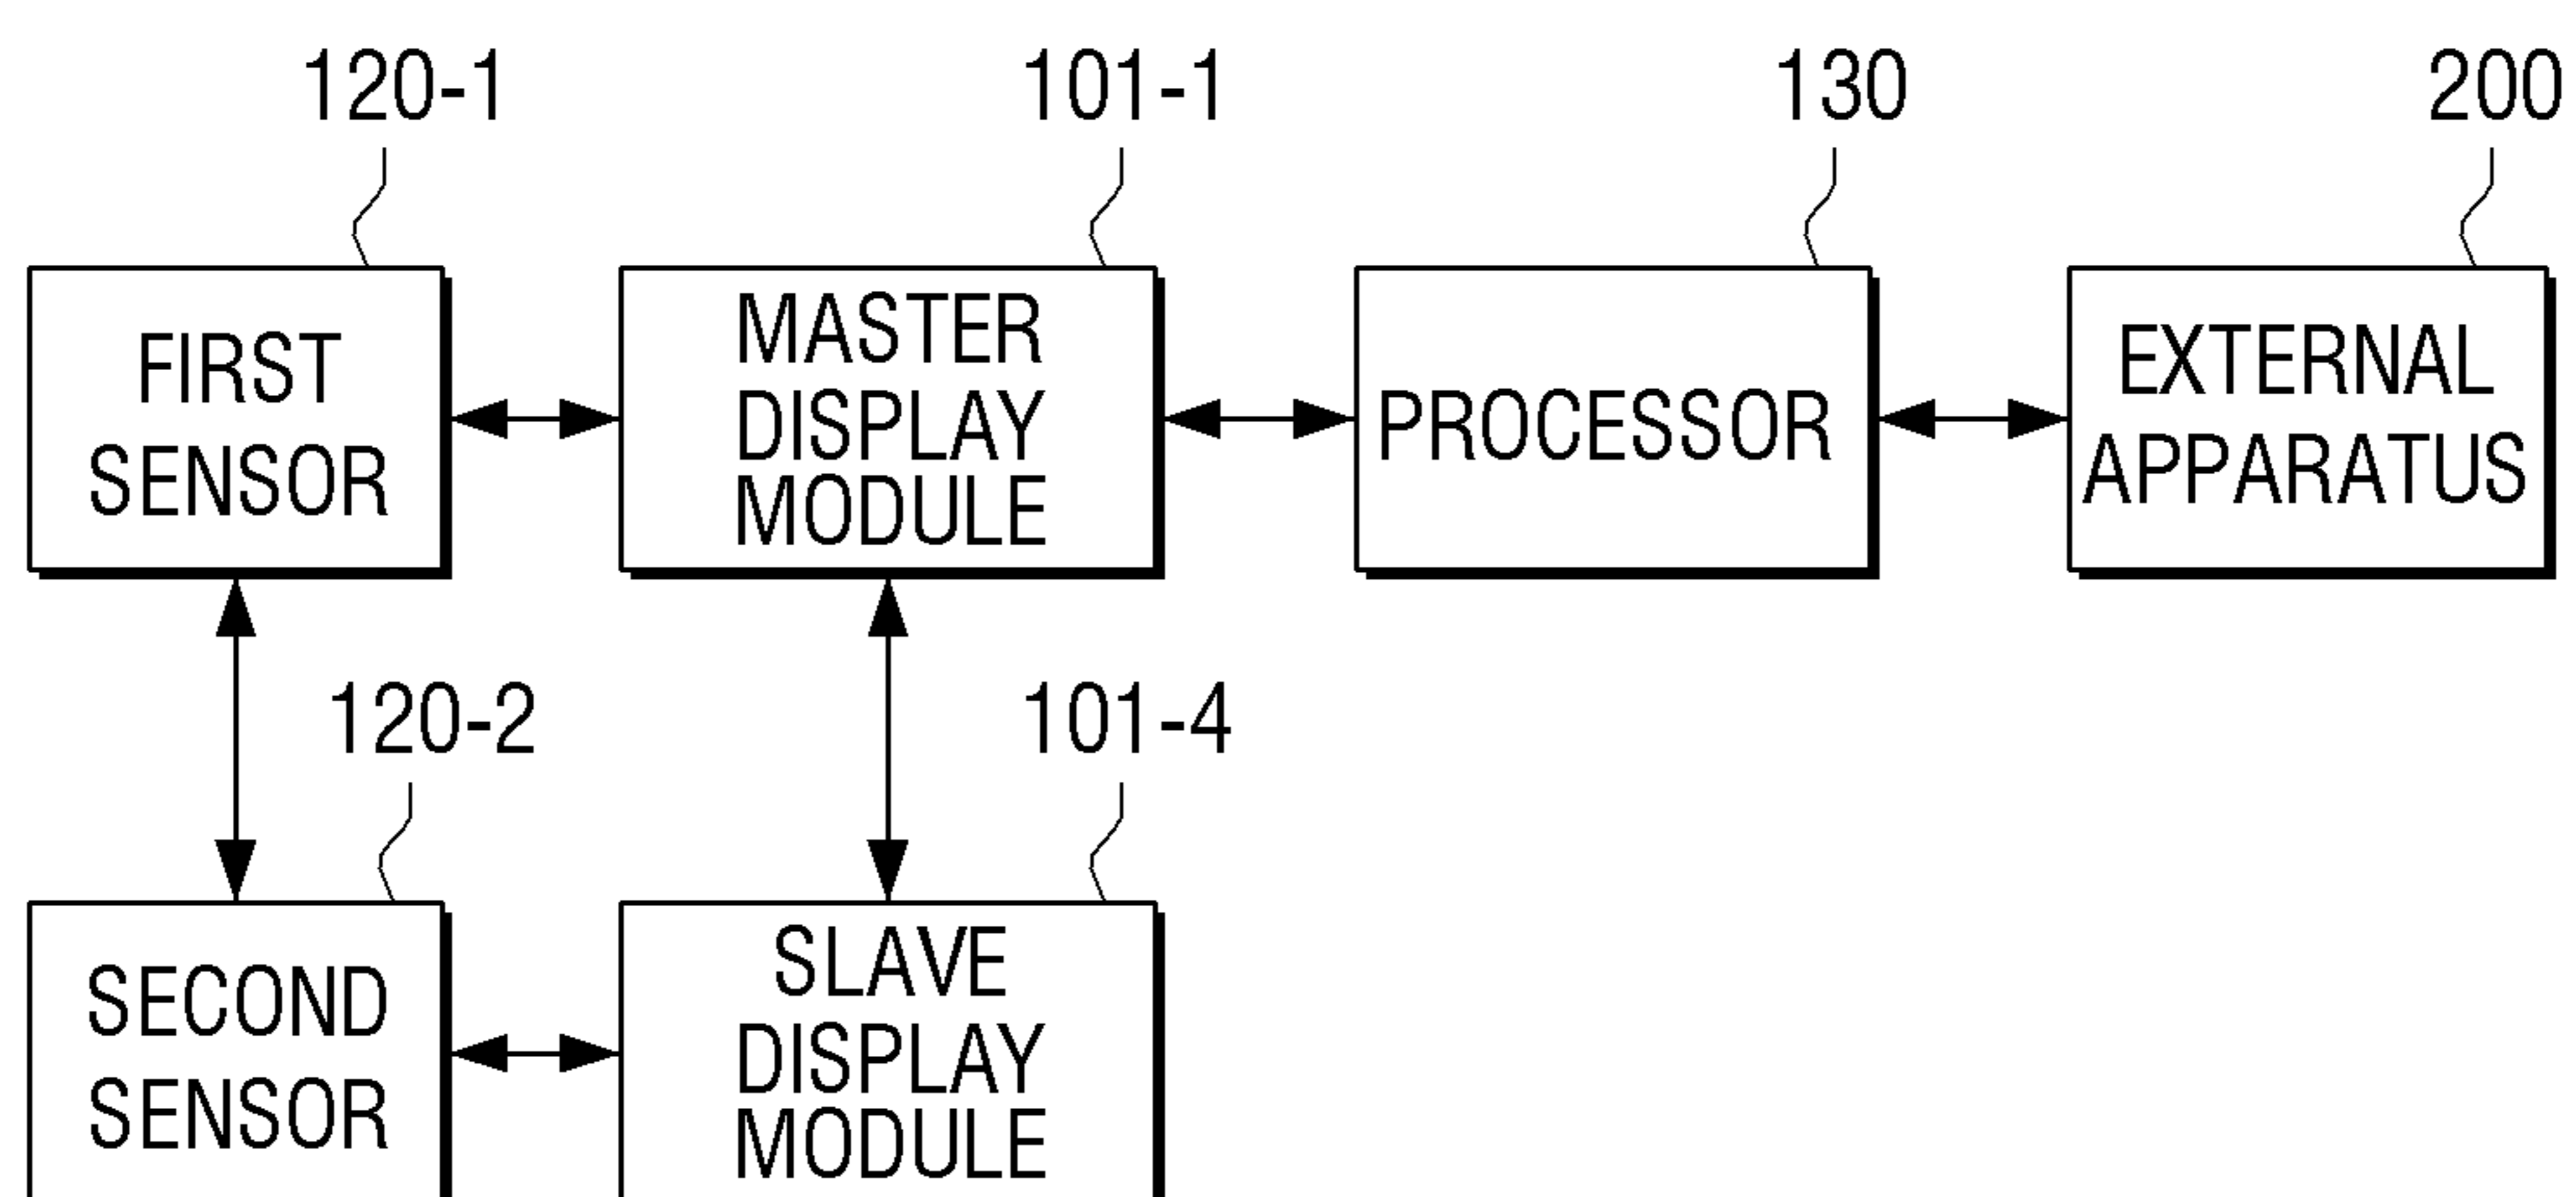 120-1
101-1
130
200
FIRST
SENSOR
MASTER
DISPLAY
MODULE
PROCESSOR
EXTERNAL
APPARATUS
120-2
101-4
SECOND
SENSOR
SLAVE
DISPLAY
MODULE